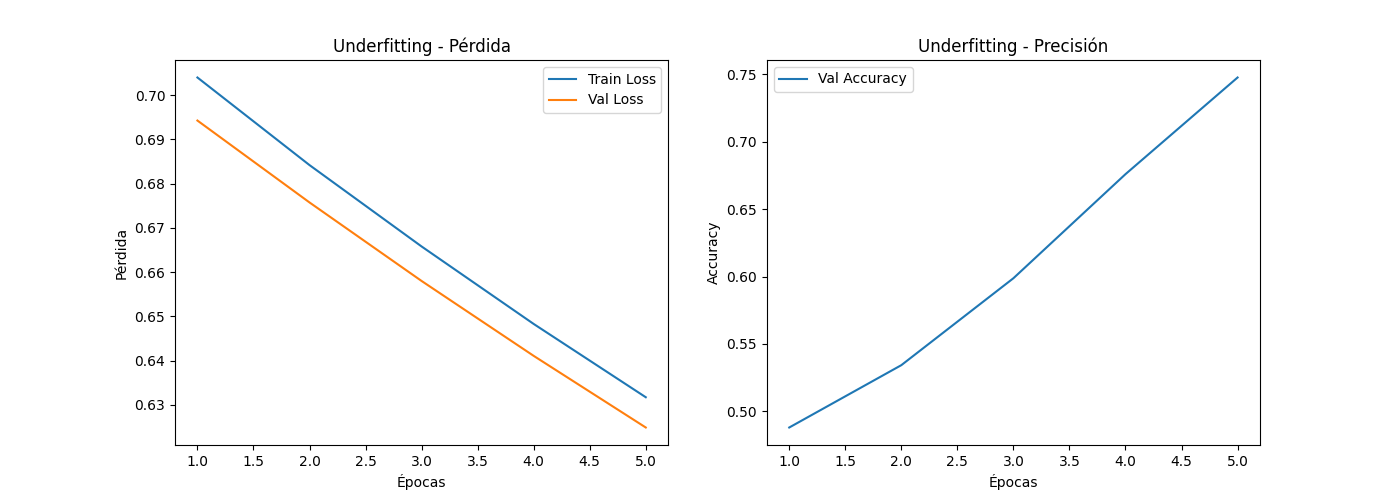 Underfitting - Pérdida
Train Loss
Val Loss
0.70
0.69
0.68
0.67
0.66
0.65
0.64
0.63
Pérdida
1.0 1.5 2.0 2.5 3.0 3.5 4.0 4.5 5.0
Épocas
Underfitting - Precisión
Val Accuracy
0.75
0.70
0.65
0.60
0.55
0.50
Accuracy
1.0 1.5 2.0 2.5 3.0 3.5 4.0 4.5 5.0
Épocas